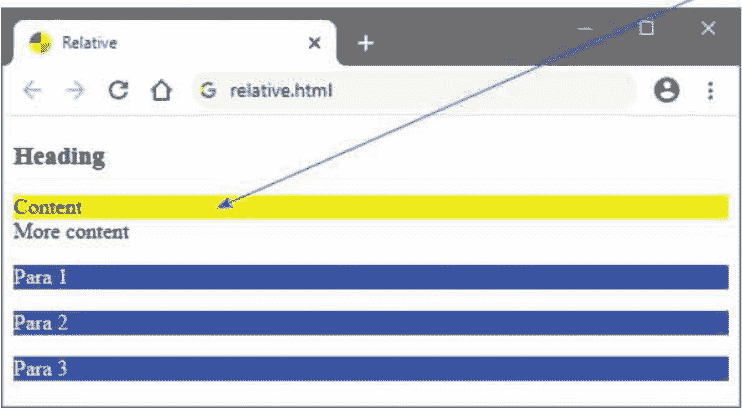 Relative
relative.html
Heading
Content
More content
Para 1
Para 2
Para 3